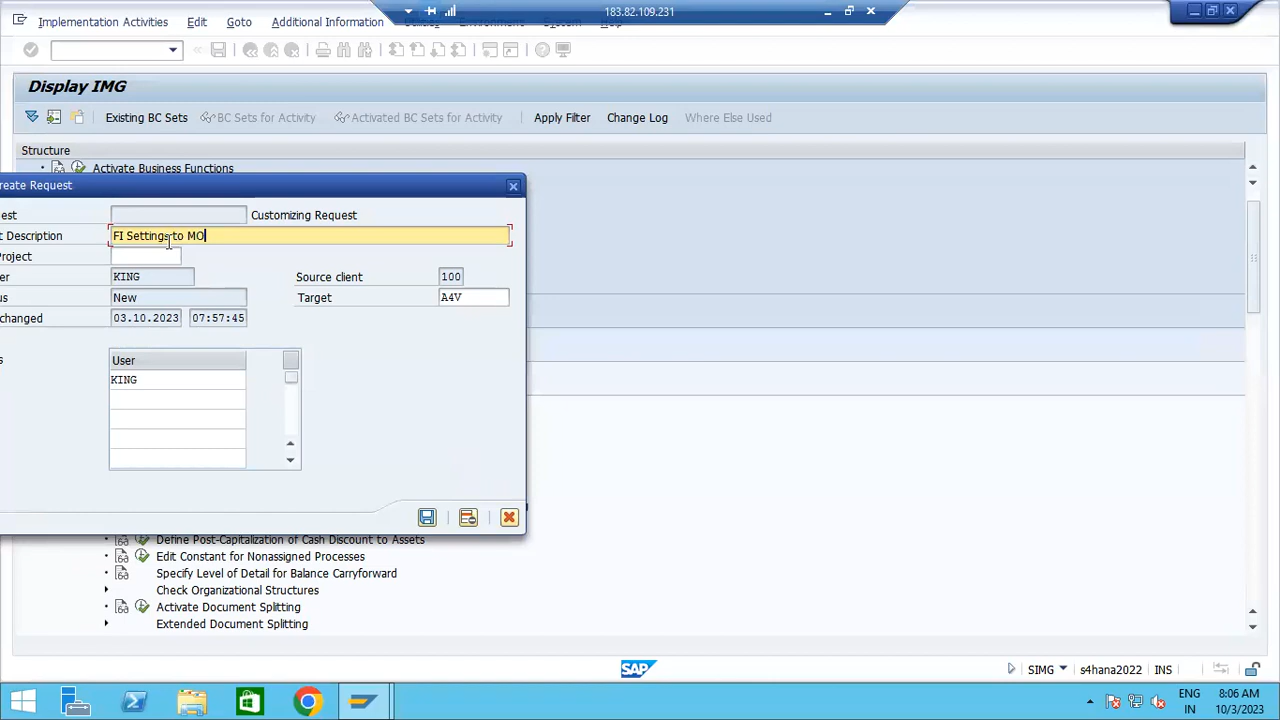 Implementation Activities Edit Goto Additional Information System
183.82.109.231
Display IMG
Existing BC Sets BC Sets for Activity Activated BC Sets for Activity Apply Filter Change Log Where Else Used
Structure
Activate Business Functions
reate Request
est Customizing Request
t Description FI Settings to MO
Project
er KING Source client 100
us New Target A4V
hanged 03.10.2023 07:57:45
s User
KING
Define Post-Capitalization of Cash Discount to Assets
Edit Constant for Nonassigned Processes
Specify Level of Detail for Balance Carryforward
Check Organizational Structures
Activate Document Splitting
Extended Document Splitting
SAP SIMG s4hana2022 INS
ENG 8:06 AM
IN 10/3/2023